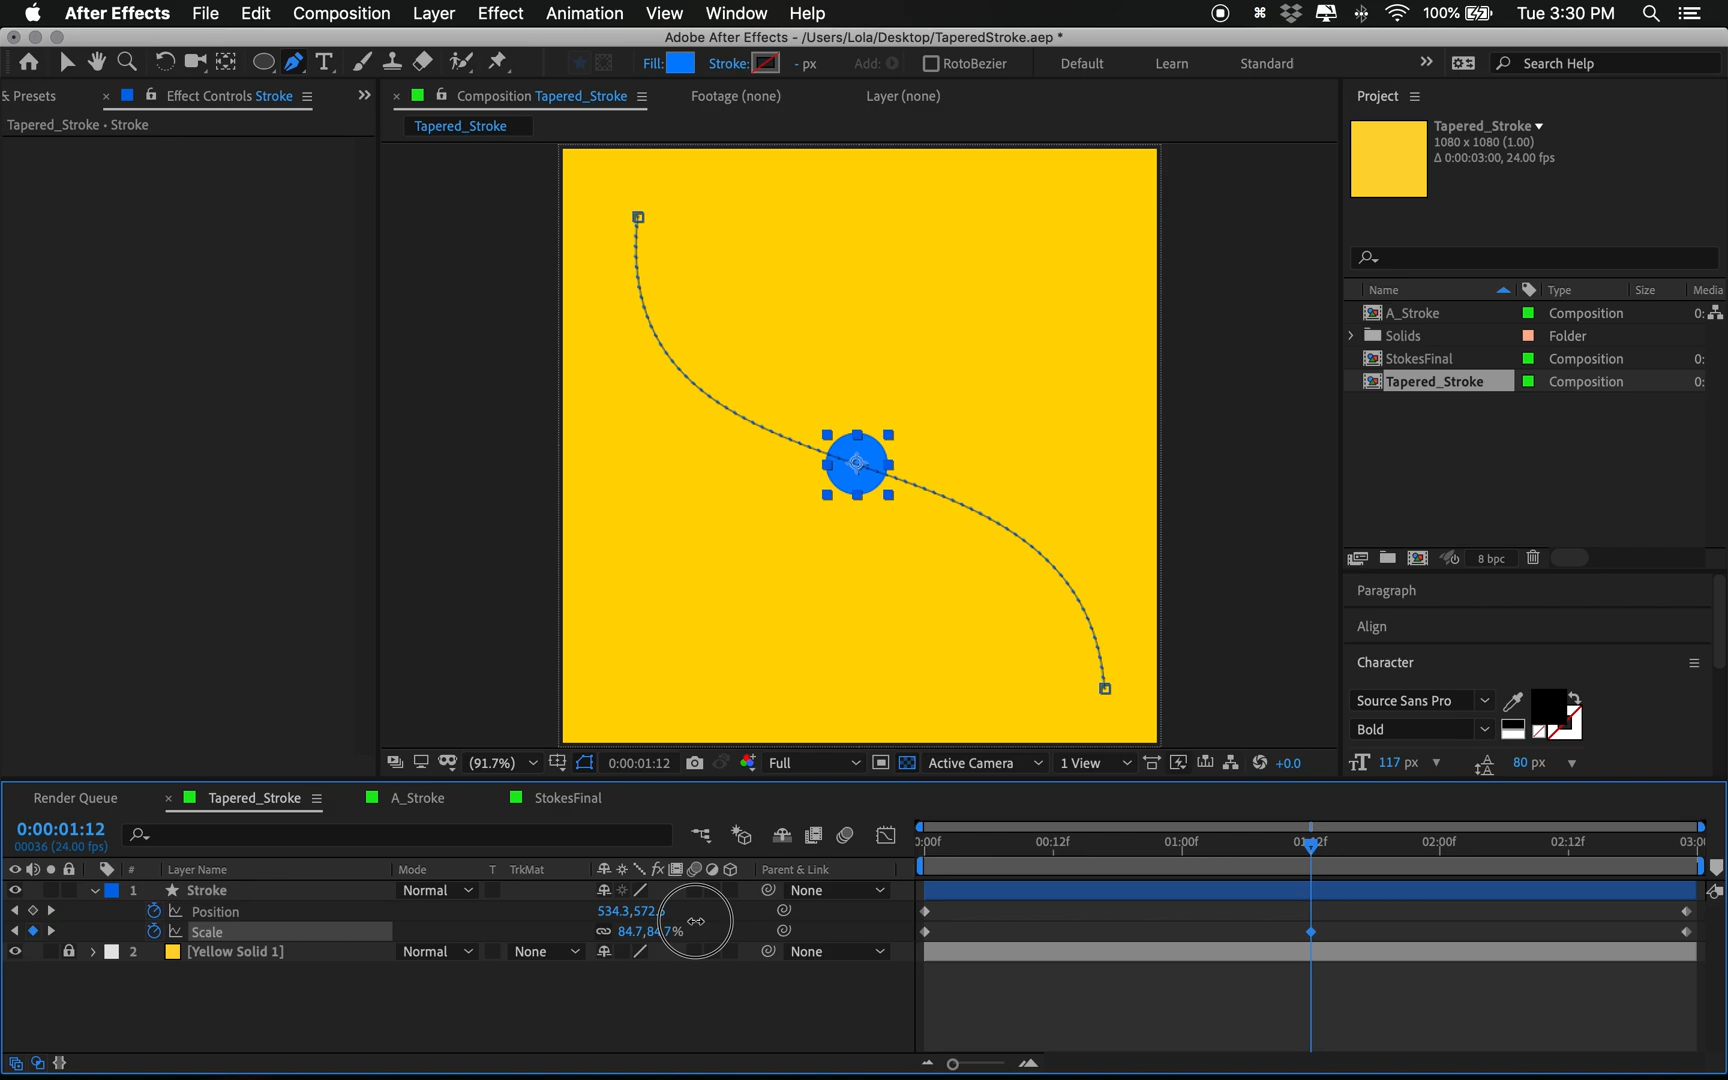 After Effects File Edit Composition Layer Effect Animation View Window Help 100% Tue 3:30 PM
Adobe After Effects - /Users/Lola/Desktop/TaperedStroke.aep *
Fill: Stroke: - px Add: RotoBezier Default Learn Standard Search Help
& Presets Effect Controls Stroke Composition Tapered_Stroke Footage (none) Layer (none) Project
Tapered_Stroke • Stroke
Tapered_Stroke
Tapered_Stroke
1080 x 1080 (1.00)
Δ 0:00:03:00, 24.00 fps
Name Type Size Media
A_Stroke Composition 0:
Solids Folder
StokesFinal Composition 0:
Tapered_Stroke Composition 0:
8 bpc
Paragraph
Align
Character
Source Sans Pro
Bold
117 px 80 px
(91.7%) 0:00:01:12 Full Active Camera 1 View +0.0
Render Queue Tapered_Stroke A_Stroke StokesFinal
0:00:01:12
00036 (24.00 fps)
:00f 00:12f 01:00f 02:00f 02:12f 03:0
# Layer Name Mode T TrkMat fx Parent & Link
1 Stroke Normal None
Position 534.3,572.
Scale 84.7,84.7%
2 [Yellow Solid 1] Normal None None